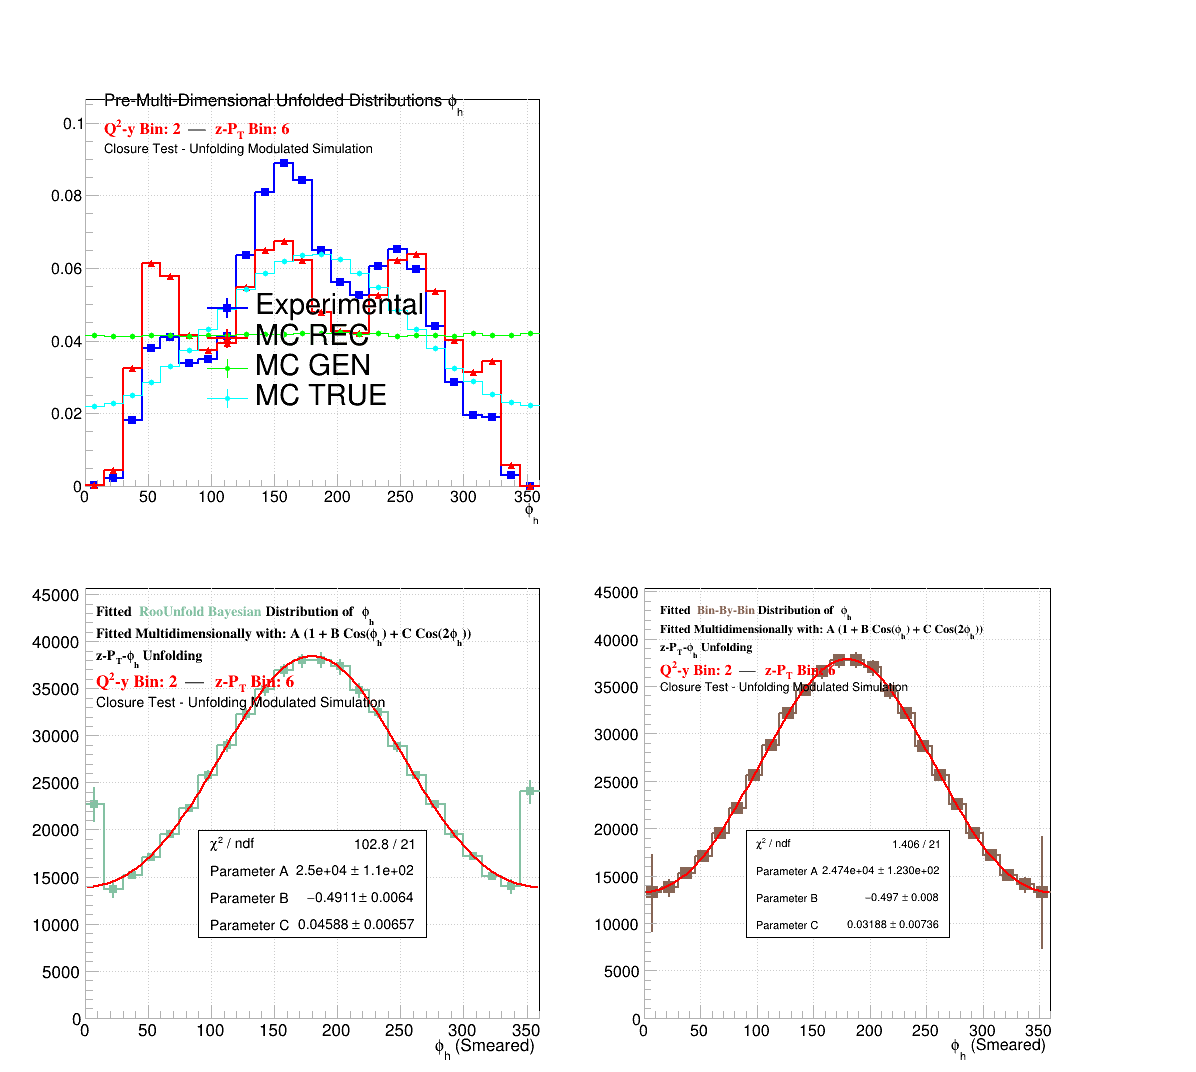 Pre-Multi-Dimensional Unfolded Distributions ϕh
Q²-y Bin: 2 — z-PT Bin: 6
Closure Test - Unfolding Modulated Simulation
0.1
0.08
0.06
0.04
0.02
0
Experimental
MC REC
MC GEN
MC TRUE
0 50 100 150 200 250 300 350
ϕh
Fitted RooUnfold Bayesian Distribution of ϕh
Fitted Multidimensionally with: A (1 + B Cos(ϕh) + C Cos(2ϕh))
z-PT-ϕh Unfolding
Q²-y Bin: 2 — z-PT Bin: 6
Closure Test - Unfolding Modulated Simulation
45000
40000
35000
30000
25000
20000
15000
10000
5000
0
χ² / ndf 102.8 / 21
Parameter A 2.5e+04 ± 1.1e+02
Parameter B −0.4911 ± 0.0064
Parameter C 0.04588 ± 0.00657
0 50 100 150 200 250 300 350
ϕh (Smeared)
Fitted Bin-By-Bin Distribution of ϕh
Fitted Multidimensionally with: A (1 + B Cos(ϕh) + C Cos(2ϕh))
z-PT-ϕh Unfolding
Q²-y Bin: 2 — z-PT Bin: 6
Closure Test - Unfolding Modulated Simulation
45000
40000
35000
30000
25000
20000
15000
10000
5000
0
χ² / ndf 1.406 / 21
Parameter A 2.474e+04 ± 1.230e+02
Parameter B −0.497 ± 0.008
Parameter C 0.03188 ± 0.00736
0 50 100 150 200 250 300 350
ϕh (Smeared)